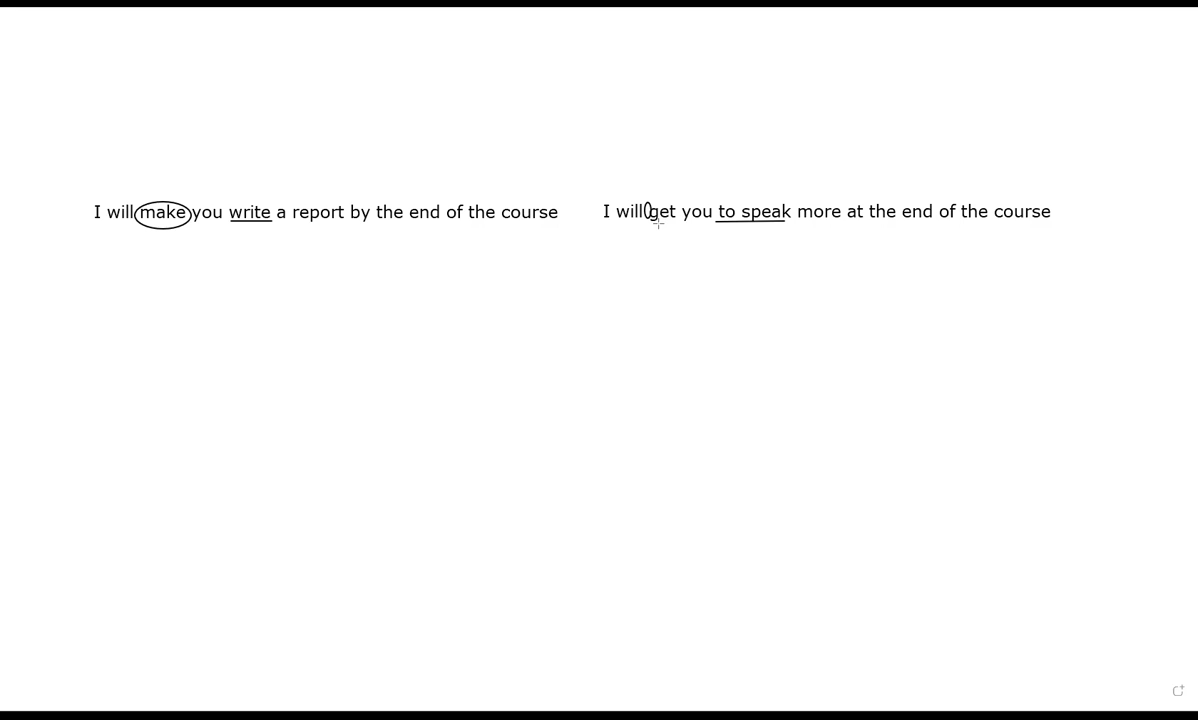 I will make you write a report by the end of the course
I will get you to speak more at the end of the course